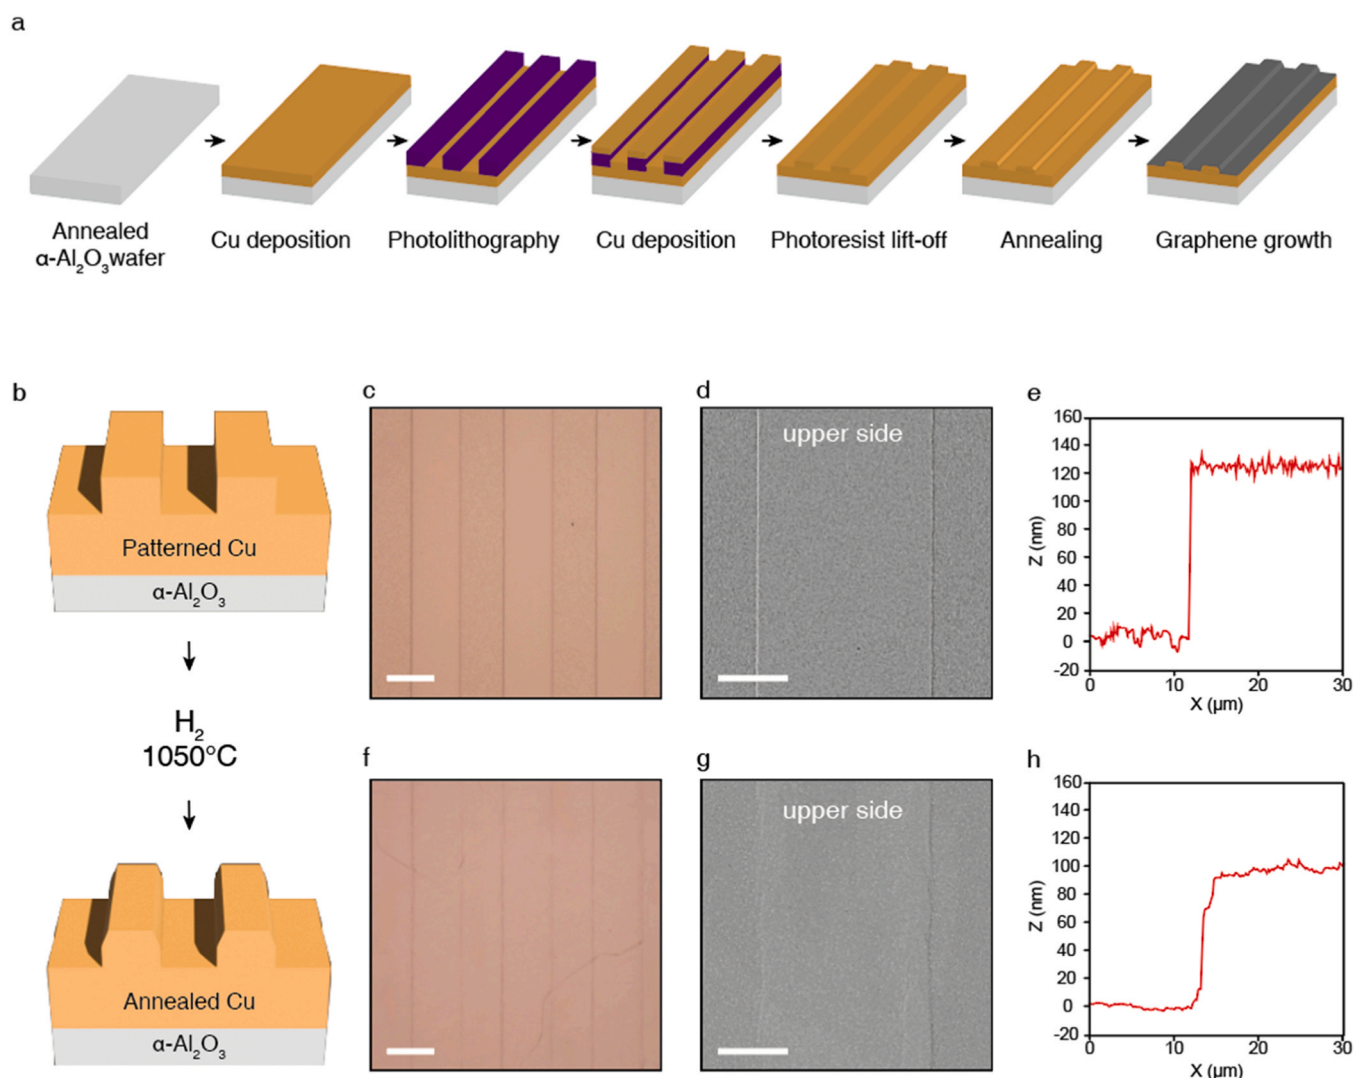 a
Annealed
α-Al₂O₃wafer
Cu deposition
Photolithography
Cu deposition
Photoresist lift-off
Annealing
Graphene growth
b
Patterned Cu
α-Al₂O₃
H₂
1050°C
Annealed Cu
α-Al₂O₃
c
d
upper side
e
160
140
120
100
80
60
40
20
0
-20
Z (nm)
0 10 20 30
X (μm)
f
g
upper side
h
160
140
120
100
80
60
40
20
0
-20
Z (nm)
0 10 20 30
X (μm)